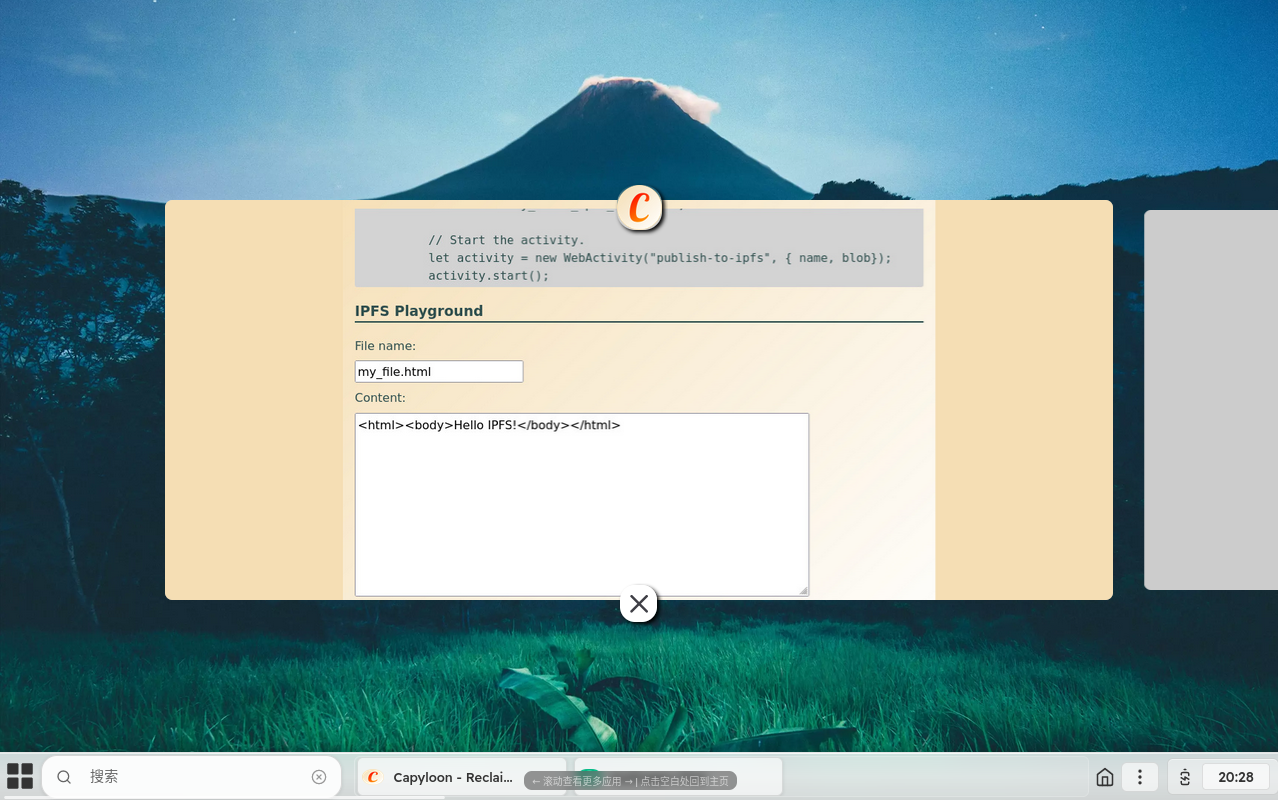 // Start the activity.
let activity = new WebActivity("publish-to-ipfs", { name, blob});
activity.start();
IPFS Playground
File name:
my_file.html
Content:
<html><body>Hello IPFS!</body></html>
搜索
Capyloon - Reclai...
← 滚动查看更多应用 → | 点击空白处回到主页
20:28